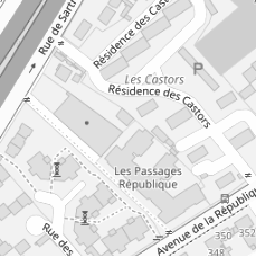 Rue de Sart
Résidence des Castors
Les Castors
P
Résidence des Castors
Les Passages
République
Avenue de la République
Rue des
350
352
348